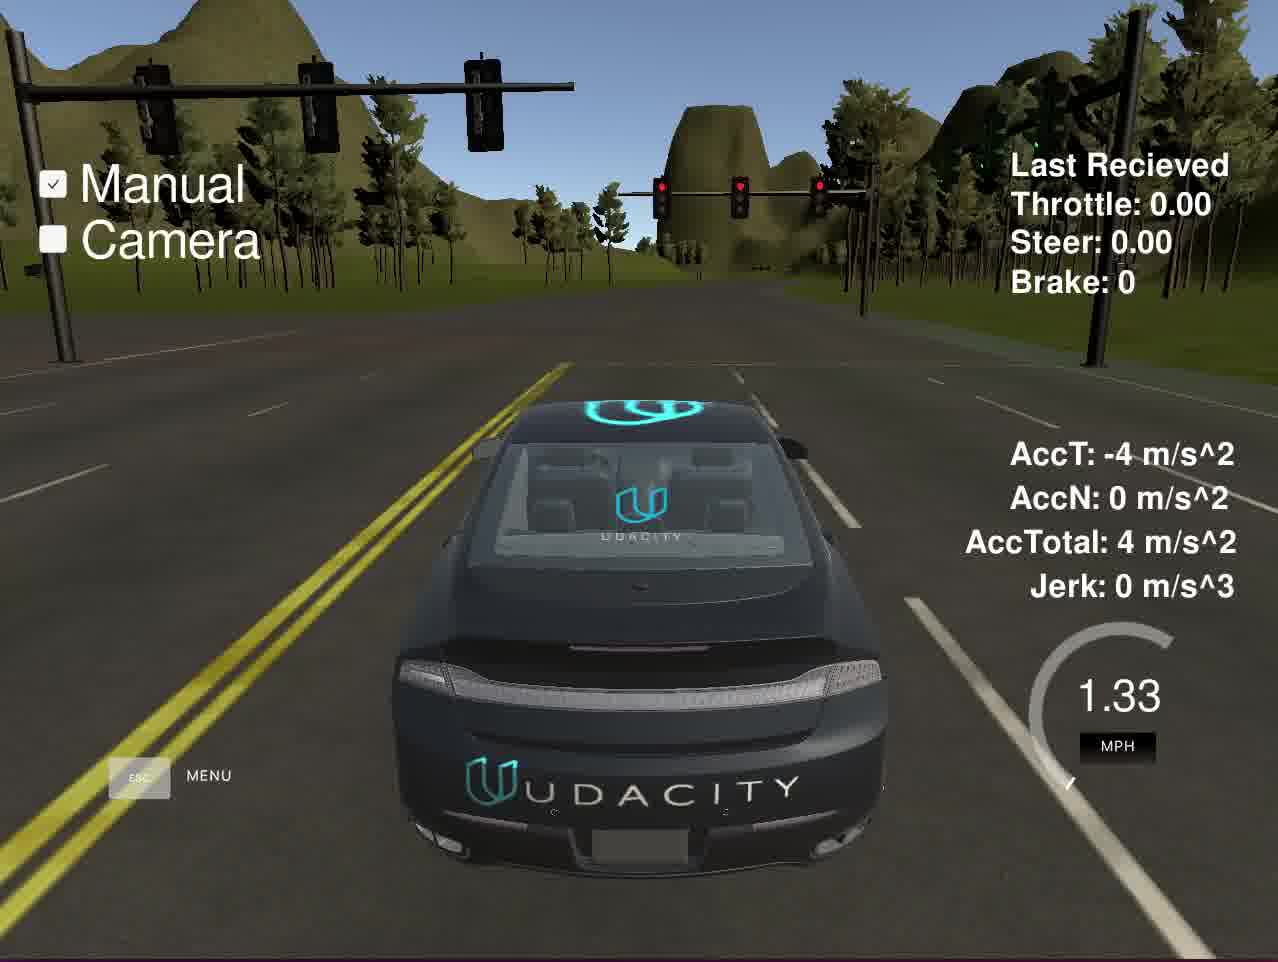 Manual
Camera
Last Recieved
Throttle: 0.00
Steer: 0.00
Brake: 0
AccT: -4 m/s^2
AccN: 0 m/s^2
AccTotal: 4 m/s^2
Jerk: 0 m/s^3
UDACITY
1.33
MPH
ESC
MENU
UDACITY